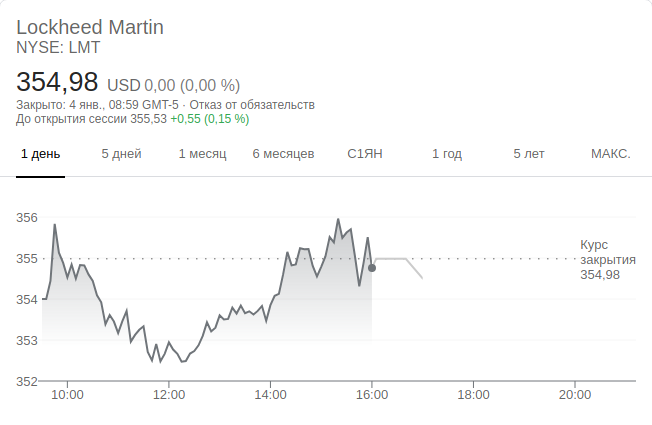 Lockheed Martin
NYSE: LMT
354,98 USD 0,00 (0,00 %)
Закрыто: 4 янв., 08:59 GMT-5 · Отказ от обязательств
До открытия сессии 355,53 +0,55 (0,15 %)
1 день 5 дней 1 месяц 6 месяцев С1ЯН 1 год 5 лет МАКС.
356
355
354
353
352
Курс
закрытия
354,98
10:00 12:00 14:00 16:00 18:00 20:00